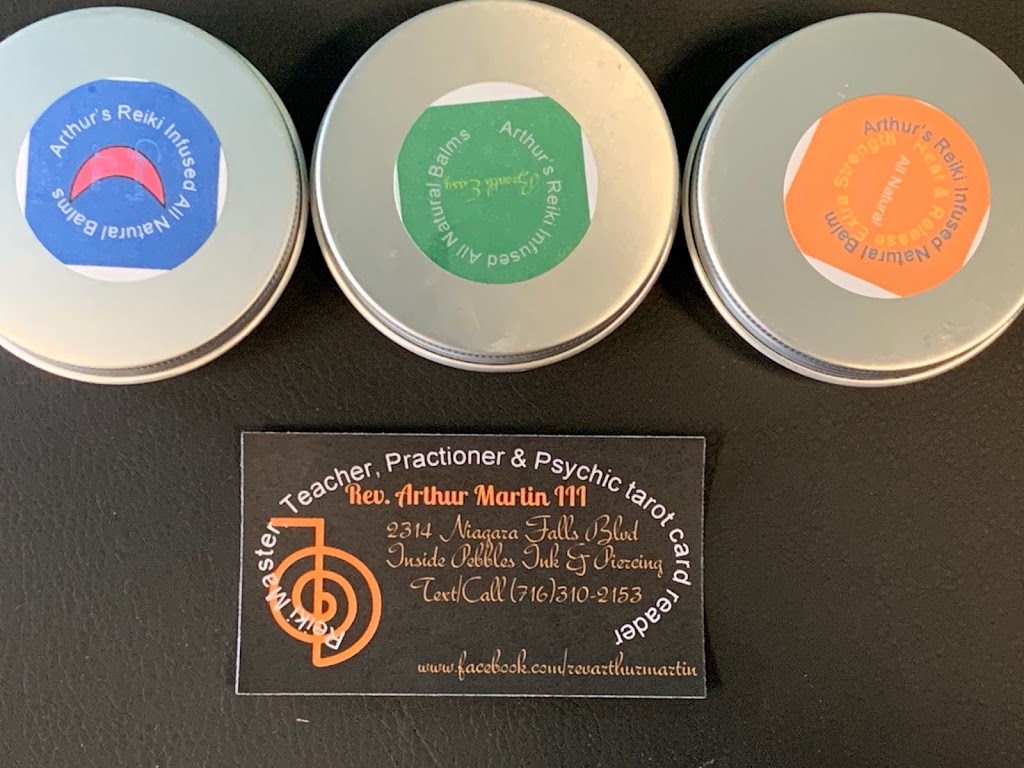 Arthur's Reiki Infused All Natural Balms
Arthur's Reiki Infused All Natural Balms
Breath Easy
Arthur's Reiki Infused Natural Balm
Heal & Release Extra Strength
All Natural
Reiki Master, Teacher, Practioner & Psychic tarot card reader
Rev. Arthur Martin III
2314 Niagara Falls Blvd
Inside Pebbles Ink & Piercing
Text/Call (716)310-2153
www.facebook.com/revarthurmartin